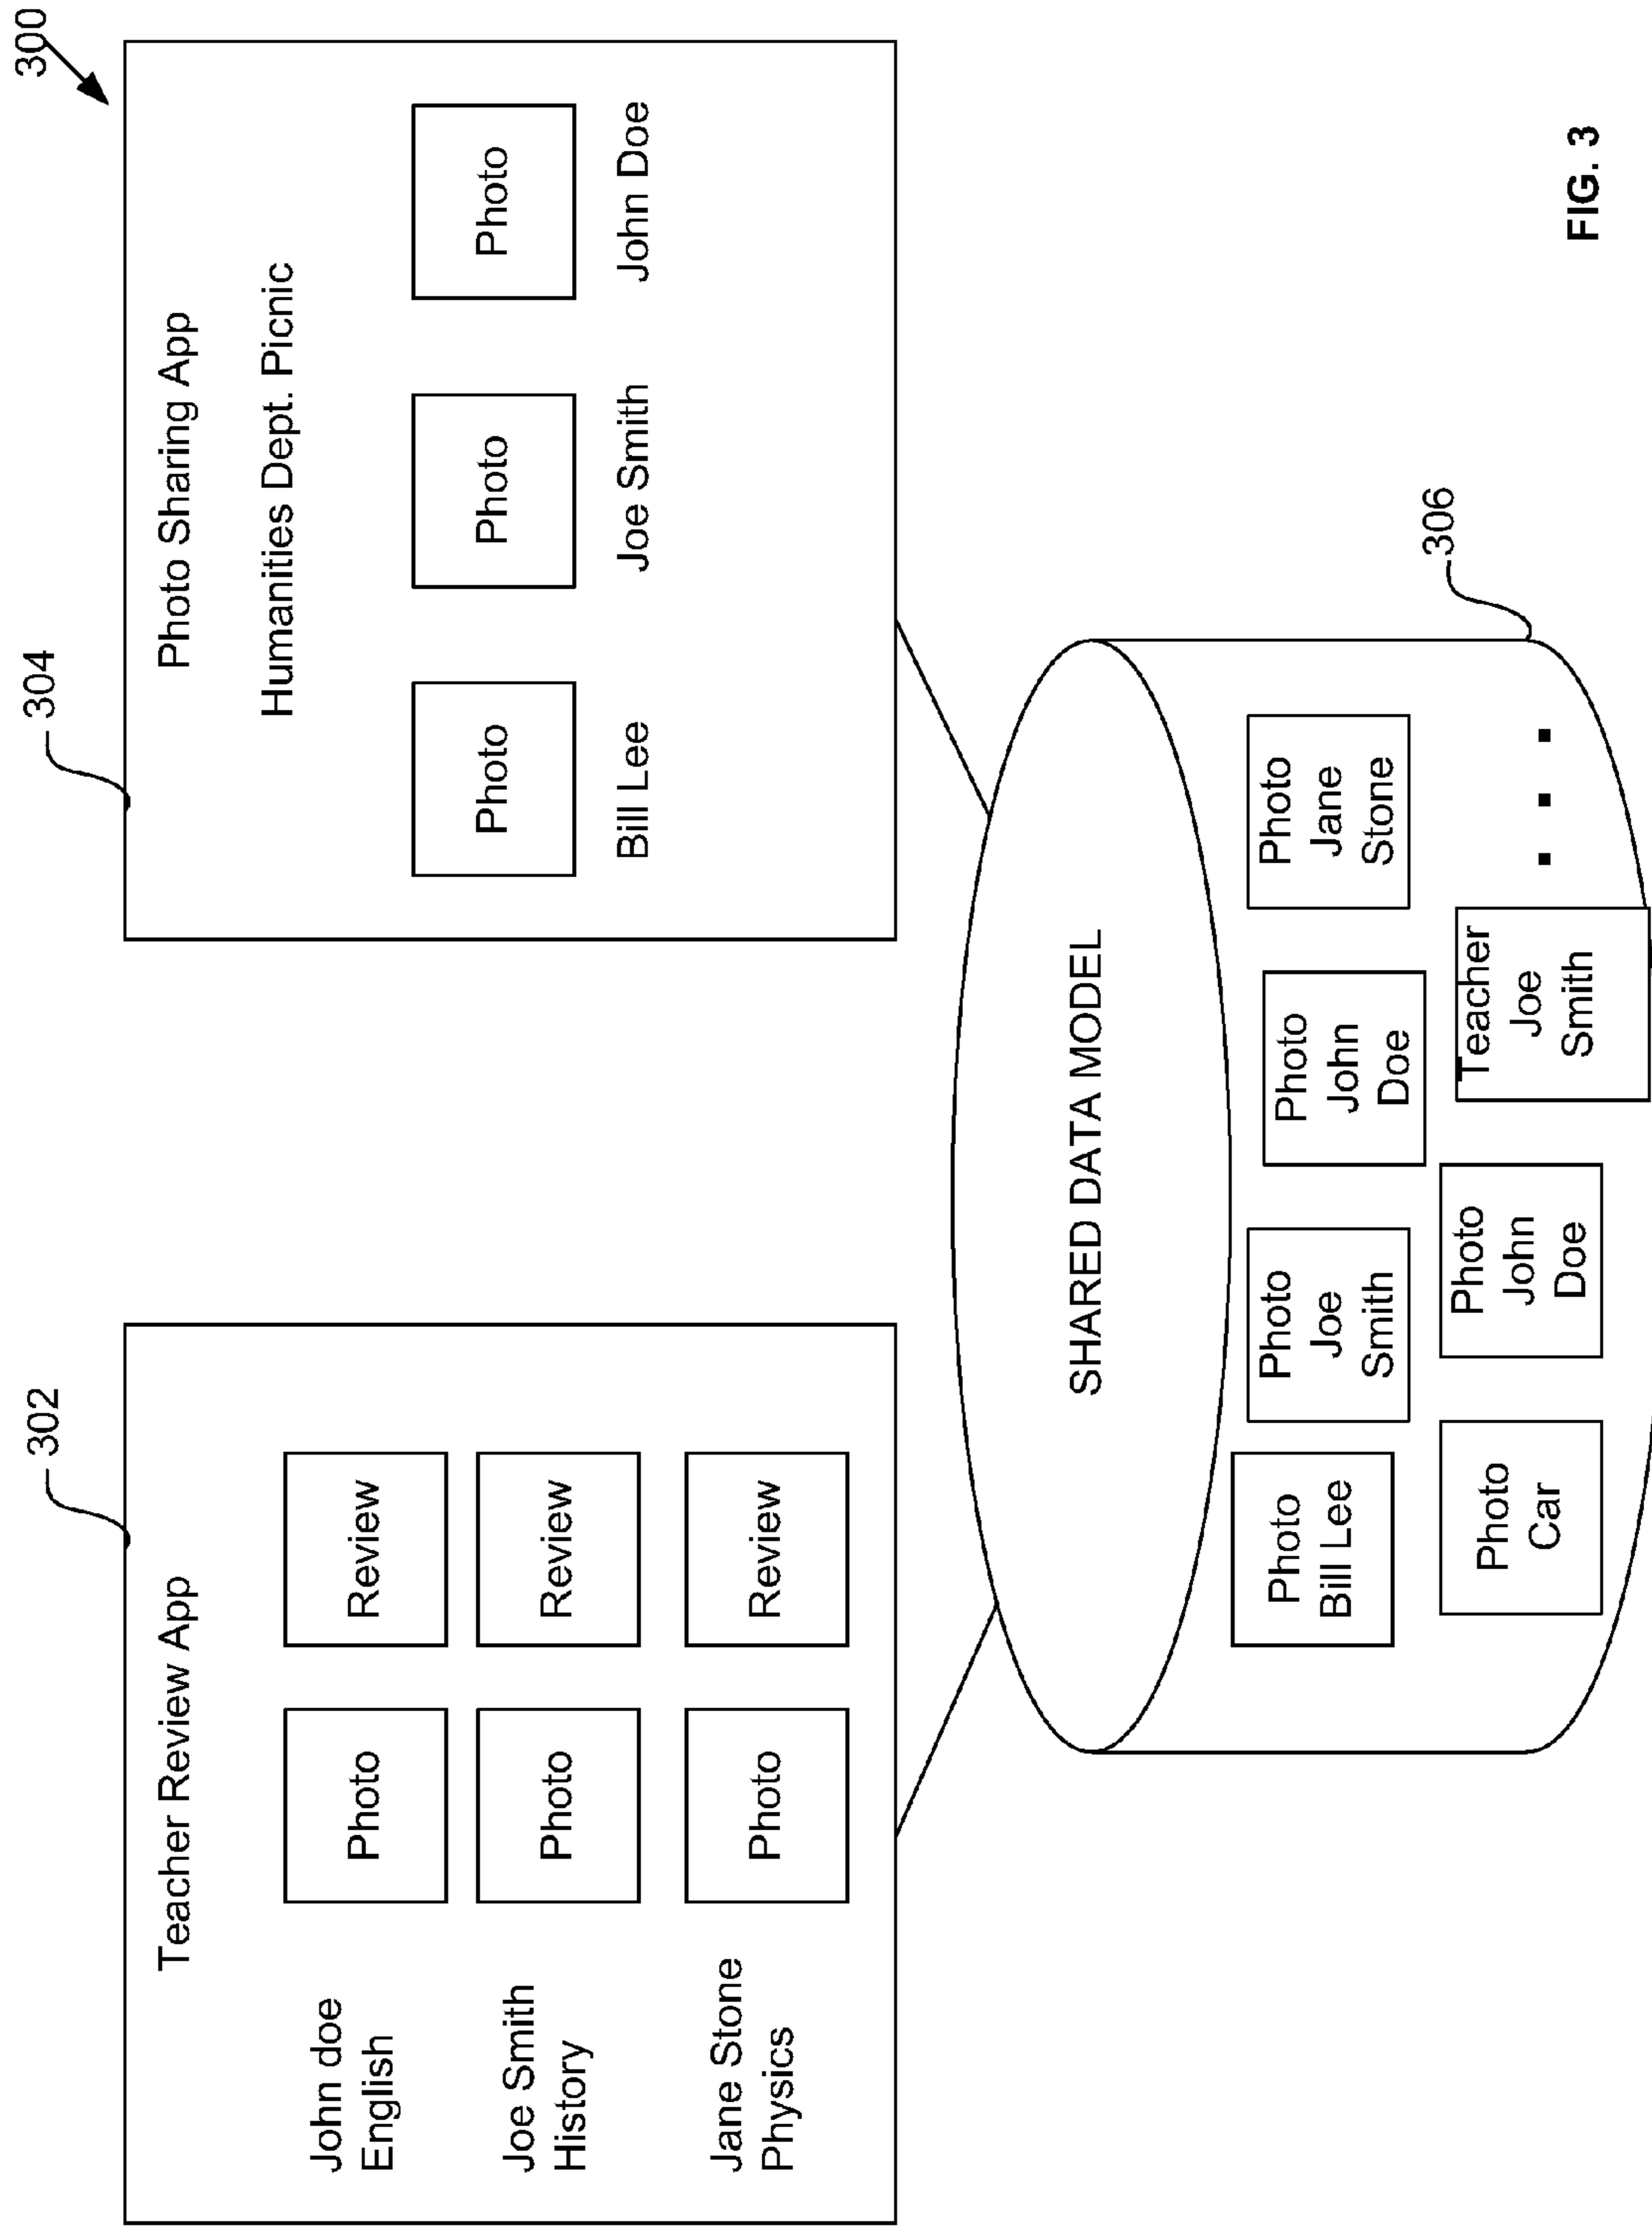 300
302
Teacher Review App
John doe
English
Photo
Review
Joe Smith
History
Photo
Review
Jane Stone
Physics
Photo
Review
304
Photo Sharing App
Humanities Dept. Picnic
Photo
Photo
Photo
Bill Lee
Joe Smith
John Doe
SHARED DATA MODEL
306
Photo
Bill Lee
Photo
Joe
Smith
Photo
John
Doe
Photo
Jane
Stone
Photo
Car
Photo
John
Doe
Teacher
Joe
Smith
. . .
FIG. 3